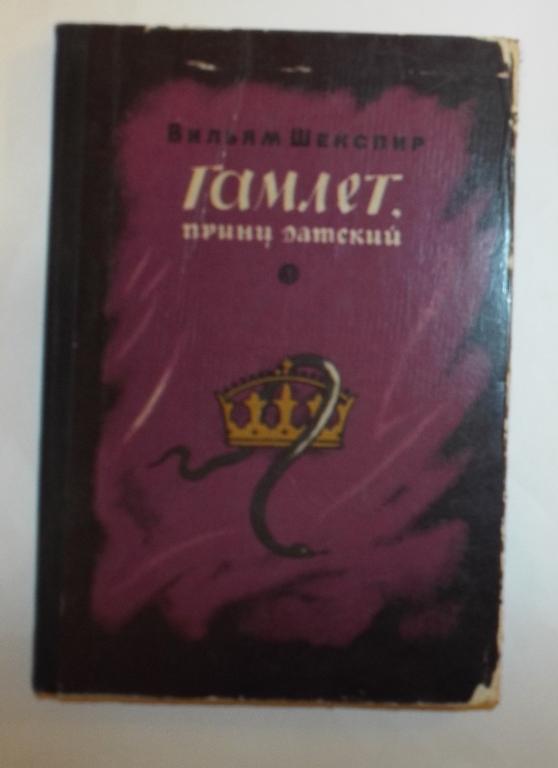 Вильям Шекспир
Гамлет,
принц датский